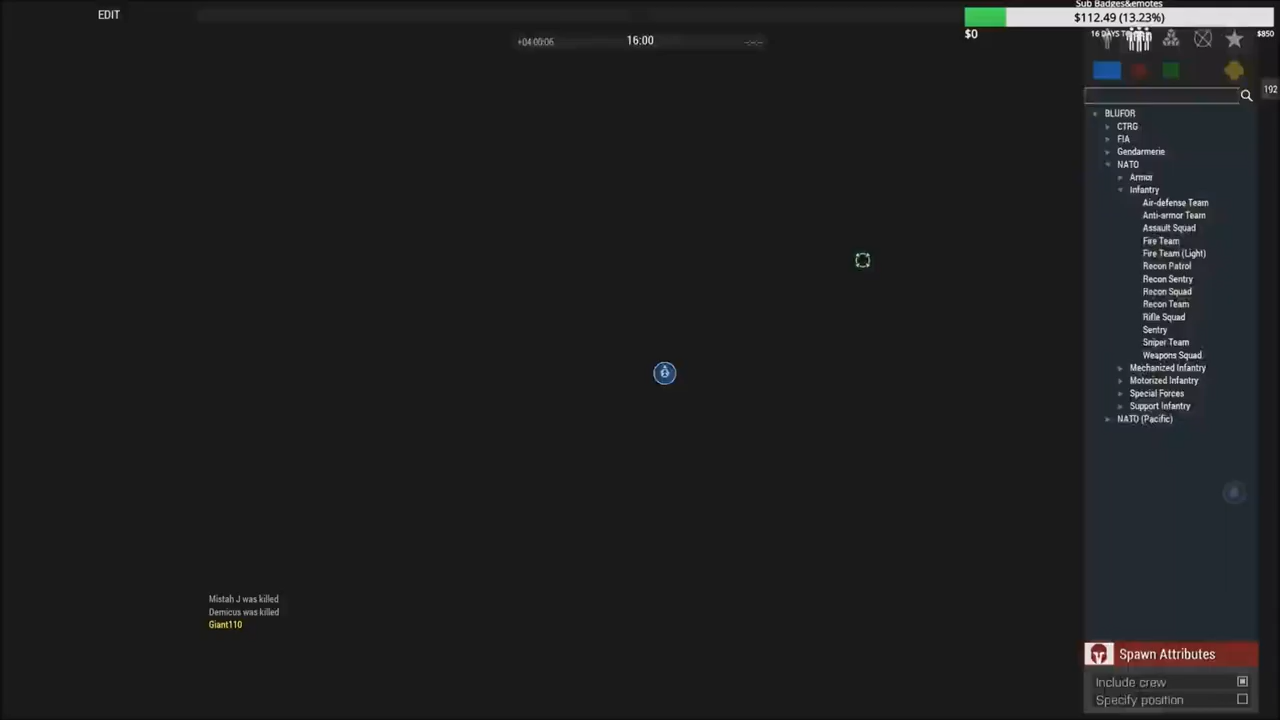 EDIT
Sub Badges&emotes
$112.49 (13.23%)
$0
16 DAYS TO
$850
+04:00:06
16:00
--:--
192
BLUFOR
CTRG
FIA
Gendarmerie
NATO
Armor
Infantry
Air-defense Team
Anti-armor Team
Assault Squad
Fire Team
Fire Team (Light)
Recon Patrol
Recon Sentry
Recon Squad
Recon Team
Rifle Squad
Sentry
Sniper Team
Weapons Squad
Mechanized Infantry
Motorized Infantry
Special Forces
Support Infantry
NATO (Pacific)
Mistah J was killed
Demicus was killed
Giant110
Spawn Attributes
Include crew
Specify position